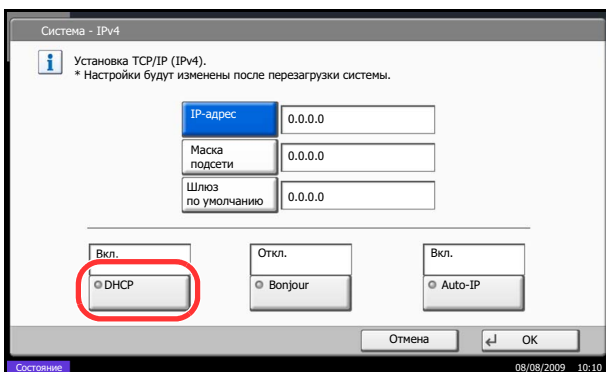 Система - IPv4
Установка TCP/IP (IPv4).
* Настройки будут изменены после перезагрузки системы.
IP-адрес
0.0.0.0
Маска
подсети
0.0.0.0
Шлюз
по умолчанию
0.0.0.0
Вкл.
Откл.
Вкл.
DHCP
Bonjour
Auto-IP
Отмена
OK
Состояние
08/08/2009 10:10